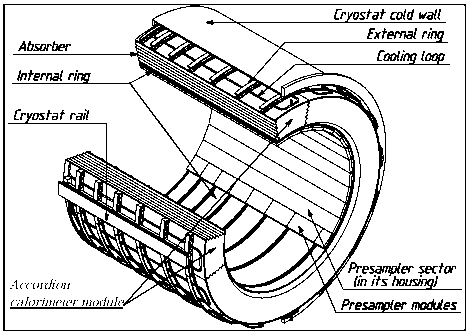 Cryostat cold wall
External ring
Absorber
Cooling loop
Internal ring
Cryostat rail
Accordion
calorimeter module
Presampler sector
(in its housing)
Presampler modules